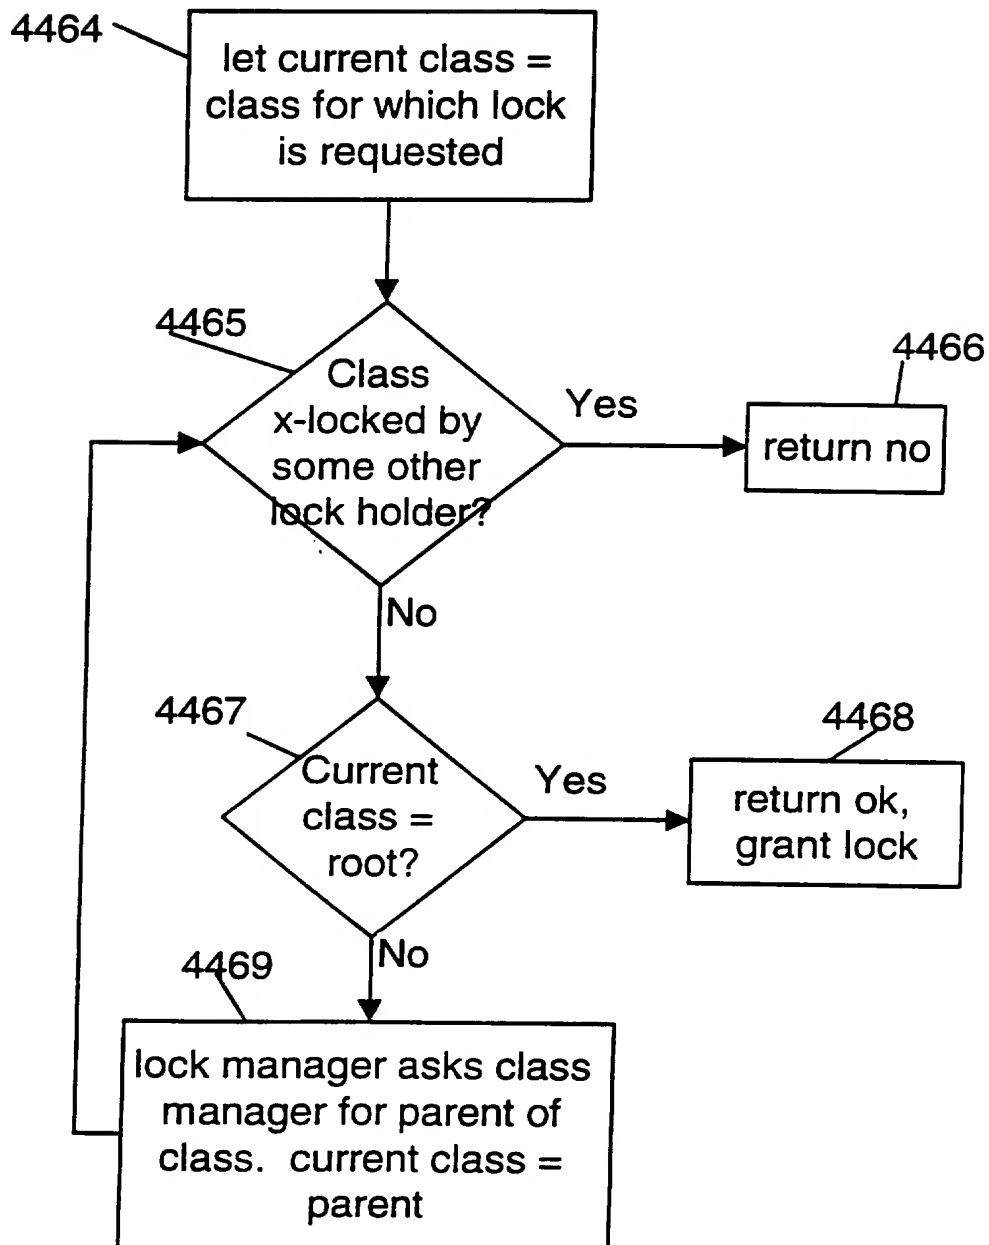 4464
let current class =
class for which lock
is requested
4465
Class
x-locked by
some other
lock holder?
Yes
4466
return no
No
4467
Current
class =
root?
Yes
4468
return ok,
grant lock
No
4469
lock manager asks class
manager for parent of
class. current class =
parent